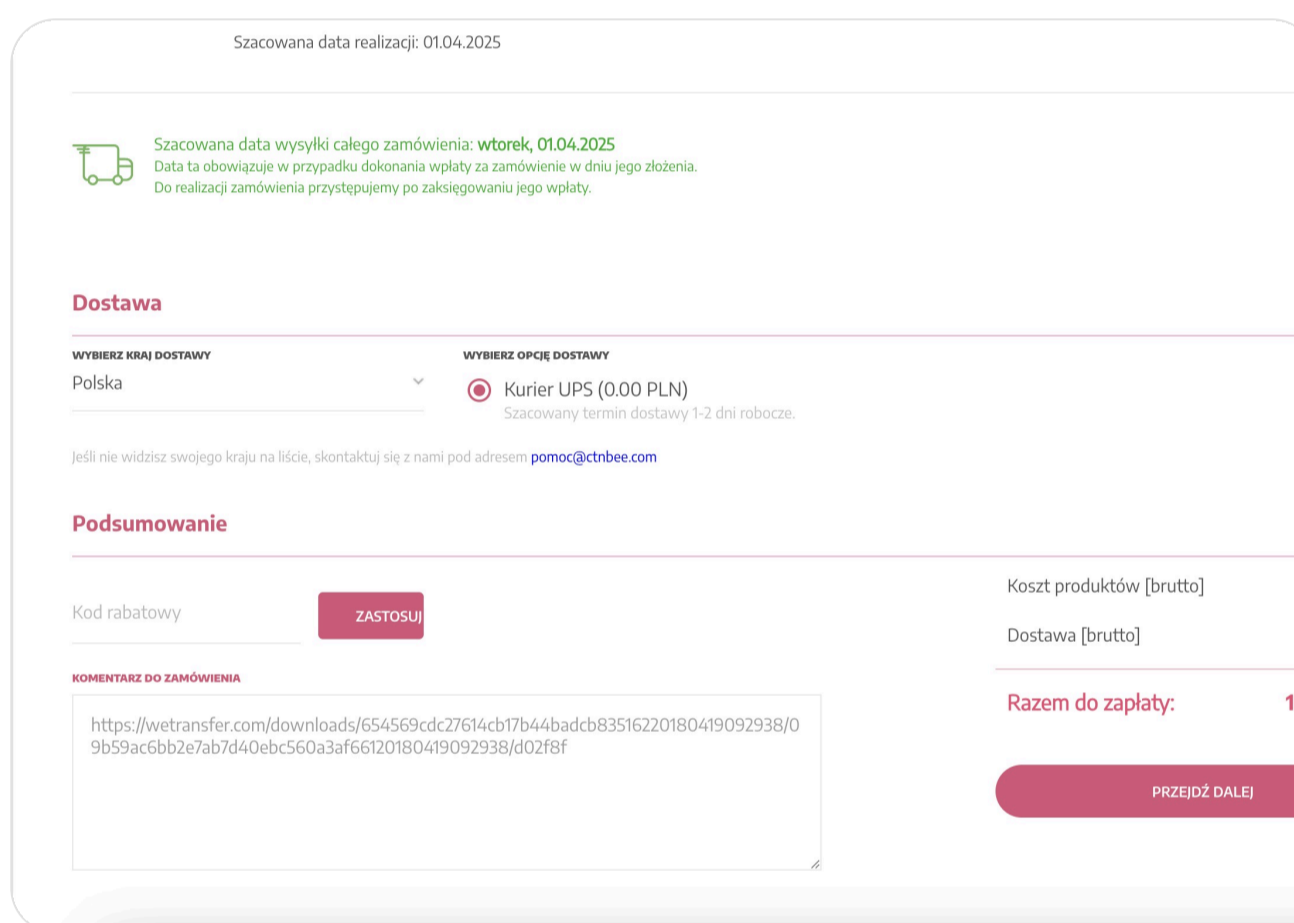 Szacowana data realizacji: 01.04.2025
Szacowana data wysyłki całego zamówienia: wtorek, 01.04.2025
Data ta obowiązuje w przypadku dokonania wpłaty za zamówienie w dniu jego złożenia.
Do realizacji zamówienia przystępujemy po zaksięgowaniu jego wpłaty.
Dostawa
WYBIERZ KRAJ DOSTAWY
Polska
WYBIERZ OPCJĘ DOSTAWY
Kurier UPS (0.00 PLN)
Szacowany termin dostawy 1-2 dni robocze.
Jeśli nie widzisz swojego kraju na liście, skontaktuj się z nami pod adresem pomoc@ctnbee.com
Podsumowanie
Kod rabatowy
ZASTOSUJ
KOMENTARZ DO ZAMÓWIENIA
https://wetransfer.com/downloads/654569cdc27614cb17b44badcb83516220180419092938/0
9b59ac6bb2e7ab7d40ebc560a3af66120180419092938/d02f8f
Koszt produktów [brutto]
Dostawa [brutto]
Razem do zapłaty: 1
PRZEJDŹ DALEJ